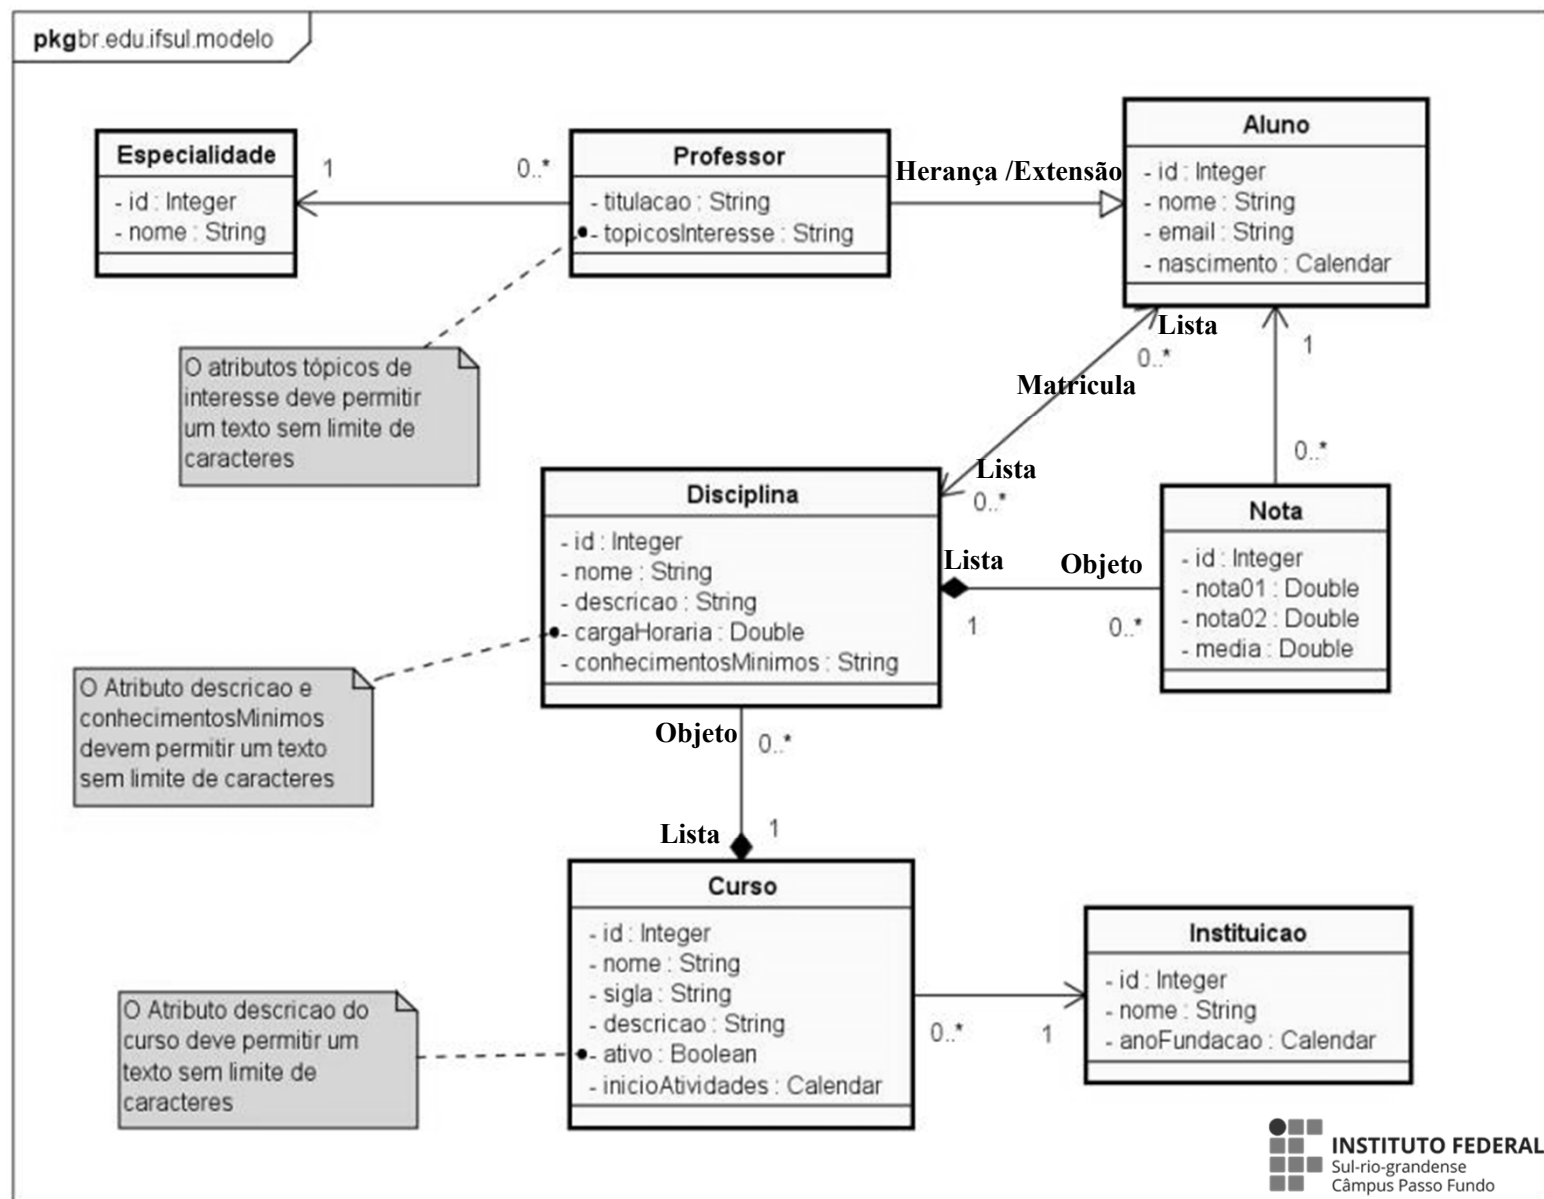 pkgbr.edu.ifsul.modelo
Especialidade
- id : Integer
- nome : String
1
0..*
Professor
- titulacao : String
- topicosInteresse : String
Herança /Extensão
Aluno
- id : Integer
- nome : String
- email : String
- nascimento : Calendar
O atributos tópicos de
interesse deve permitir
um texto sem limite de
caracteres
Lista
0..*
Matricula
Lista
0..*
1
0..*
Disciplina
- id : Integer
- nome : String
- descricao : String
- cargaHoraria : Double
- conhecimentosMinimos : String
Lista
1
Objeto
0..*
Nota
- id : Integer
- nota01 : Double
- nota02 : Double
- media : Double
O Atributo descricao e
conhecimentosMinimos
devem permitir um texto
sem limite de caracteres
Objeto
0..*
Lista
1
Curso
- id : Integer
- nome : String
- sigla : String
- descricao : String
- ativo : Boolean
- inicioAtividades : Calendar
O Atributo descricao do
curso deve permitir um
texto sem limite de
caracteres
0..*
1
Instituicao
- id : Integer
- nome : String
- anoFundacao : Calendar
INSTITUTO FEDERAL
Sul-rio-grandense
Câmpus Passo Fundo